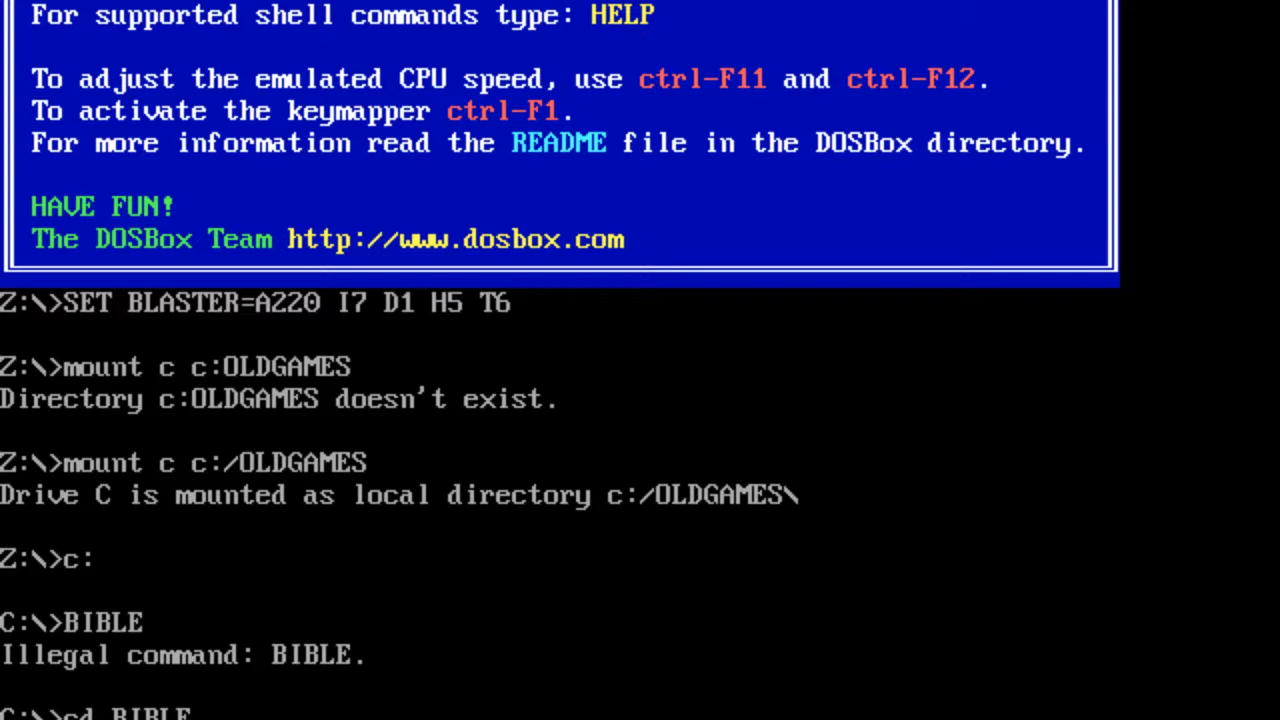 For supported shell commands type: HELP
To adjust the emulated CPU speed, use ctrl-F11 and ctrl-F12.
To activate the keymapper ctrl-F1.
For more information read the README file in the DOSBox directory.
HAVE FUN!
The DOSBox Team http://www.dosbox.com
Z:\>SET BLASTER=A220 I7 D1 H5 T6
Z:\>mount c c:OLDGAMES
Directory c:OLDGAMES doesn't exist.
Z:\>mount c c:/OLDGAMES
Drive C is mounted as local directory c:/OLDGAMES\
Z:\>c:
C:\>BIBLE
Illegal command: BIBLE.
C:\>cd BIBLE